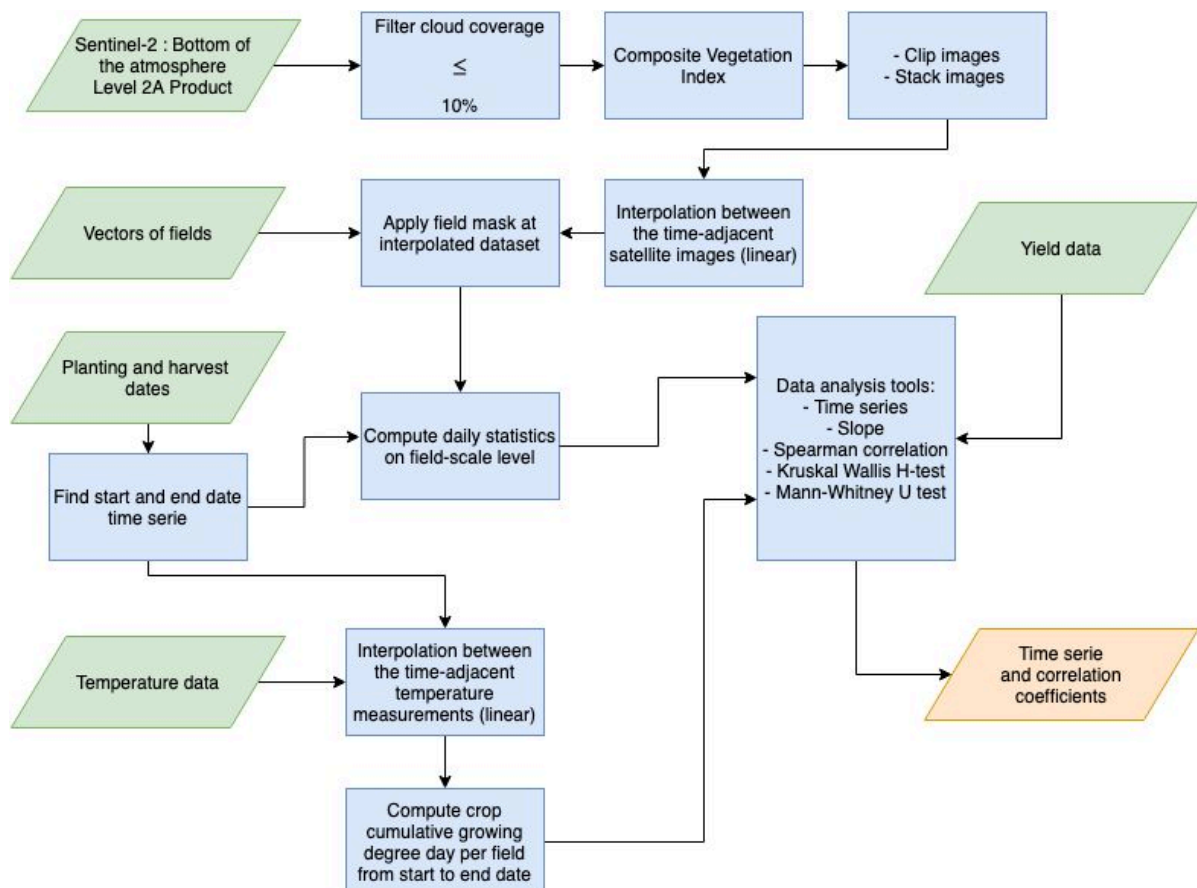 Sentinel-2 : Bottom of
the atmosphere
Level 2A Product
Filter cloud coverage
≤
10%
Composite Vegetation
Index
- Clip images
- Stack images
Vectors of fields
Apply field mask at
interpolated dataset
Interpolation between
the time-adjacent
satellite images (linear)
Yield data
Planting and harvest
dates
Compute daily statistics
on field-scale level
Data analysis tools:
- Time series
- Slope
- Spearman correlation
- Kruskal Wallis H-test
- Mann-Whitney U test
Find start and end date
time serie
Temperature data
Interpolation between
the time-adjacent
temperature
measurements (linear)
Time serie
and correlation
coefficients
Compute crop
cumulative growing
degree day per field
from start to end date